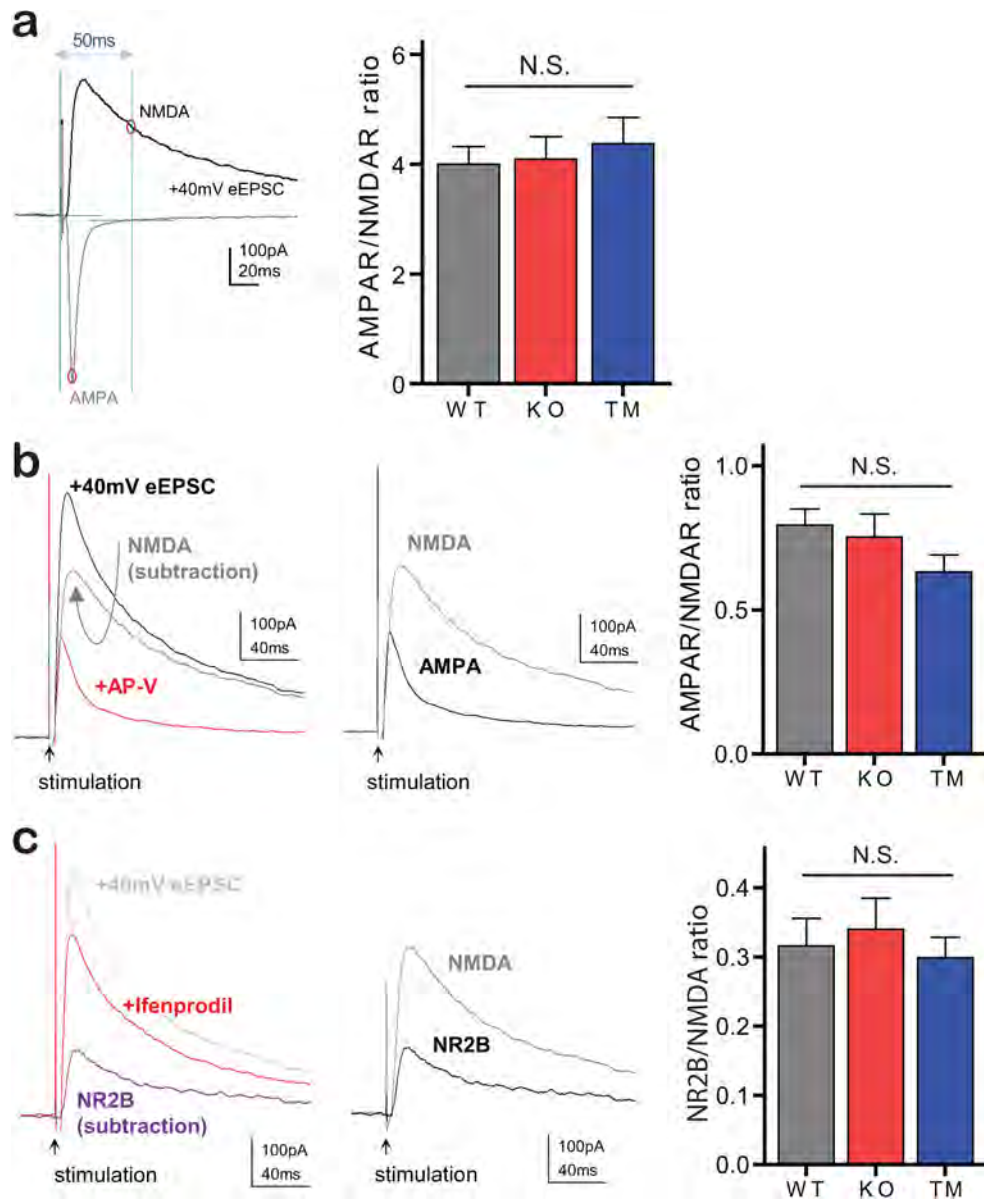 a
50ms
NMDA
+40mV eEPSC
100pA
20ms
AMPA
AMPAR/NMDAR ratio
6
4
2
0
N.S.
WT KO TM
b
+40mV eEPSC
NMDA
(subtraction)
+AP-V
100pA
40ms
stimulation
NMDA
AMPA
100pA
40ms
stimulation
AMPAR/NMDAR ratio
1.0
0.5
0.0
N.S.
WT KO TM
c
+40mV eEPSC
+Ifenprodil
NR2B
(subtraction)
100pA
40ms
stimulation
NMDA
NR2B
100pA
40ms
stimulation
NR2B/NMDA ratio
0.4
0.3
0.2
0.1
0.0
N.S.
WT KO TM